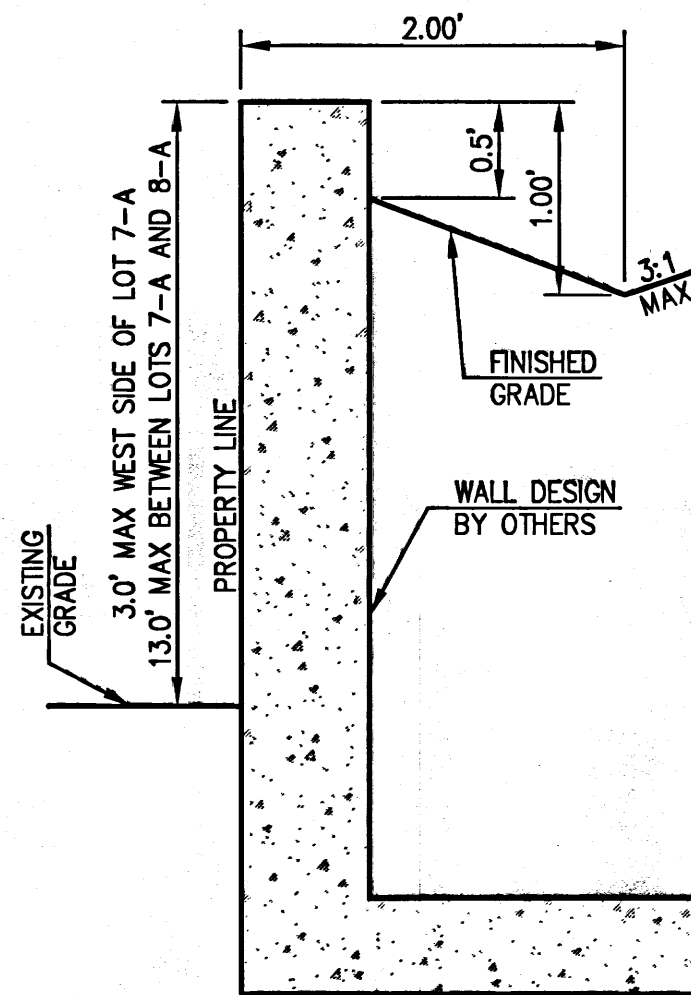 2.00'
0.5'
1.00'
3:1
MAX
3.0' MAX WEST SIDE OF LOT 7-A
13.0' MAX BETWEEN LOTS 7-A AND 8-A
PROPERTY LINE
FINISHED
GRADE
WALL DESIGN
BY OTHERS
EXISTING
GRADE